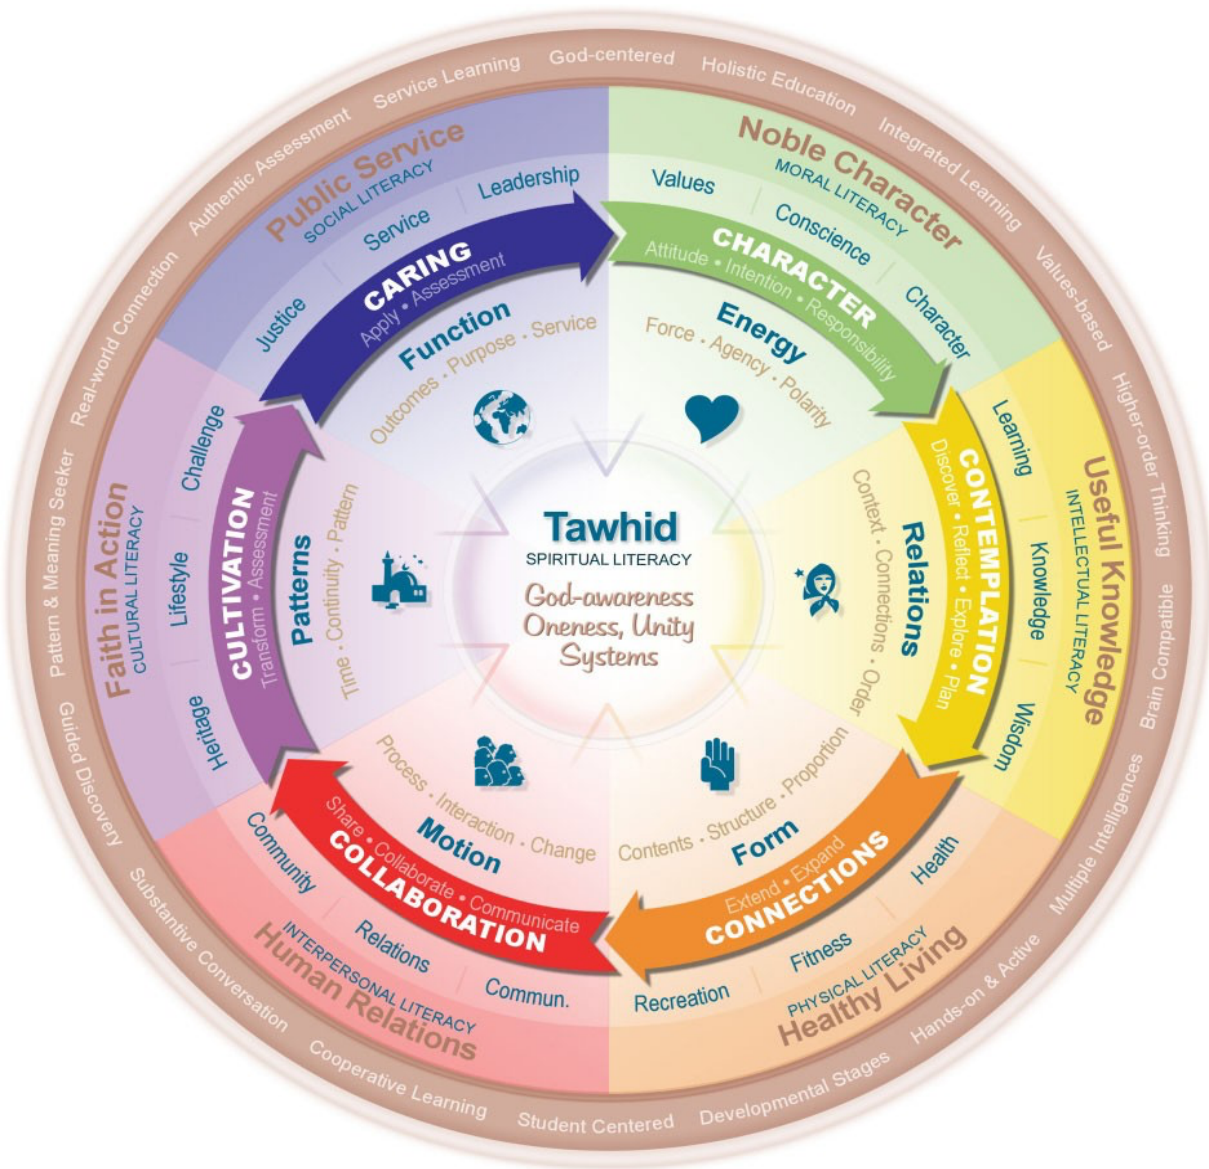 God-centered
Holistic Education
Integrated Learning
Values-based
Higher-order Thinking
Brain Compatible
Multiple Intelligences
Hands-on & Active
Developmental Stages
Student Centered
Cooperative Learning
Substantive Conversation
Guided Discovery
Pattern & Meaning Seeker
Real-world Connection
Authentic Assessment
Service Learning
Noble Character
MORAL LITERACY
Values
Conscience
Character
CHARACTER
Attitude • Intention • Responsibility
Energy
Force • Agency • Polarity
Useful Knowledge
INTELLECTUAL LITERACY
Learning
Knowledge
Wisdom
CONTEMPLATION
Discover • Reflect • Explore • Plan
Relations
Context • Connections • Order
Healthy Living
PHYSICAL LITERACY
Health
Fitness
Recreation
CONNECTIONS
Extend • Expand
Form
Contents • Structure • Proportion
Human Relations
INTERPERSONAL LITERACY
Commun.
Relations
Community
COLLABORATION
Share • Collaborate • Communicate
Motion
Process • Interaction • Change
Faith in Action
CULTURAL LITERACY
Heritage
Lifestyle
Challenge
CULTIVATION
Transform • Assessment
Patterns
Time • Continuity • Pattern
Public Service
SOCIAL LITERACY
Justice
Service
Leadership
CARING
Apply • Assessment
Function
Outcomes • Purpose • Service
Tawhid
SPIRITUAL LITERACY
God-awareness
Oneness, Unity
Systems